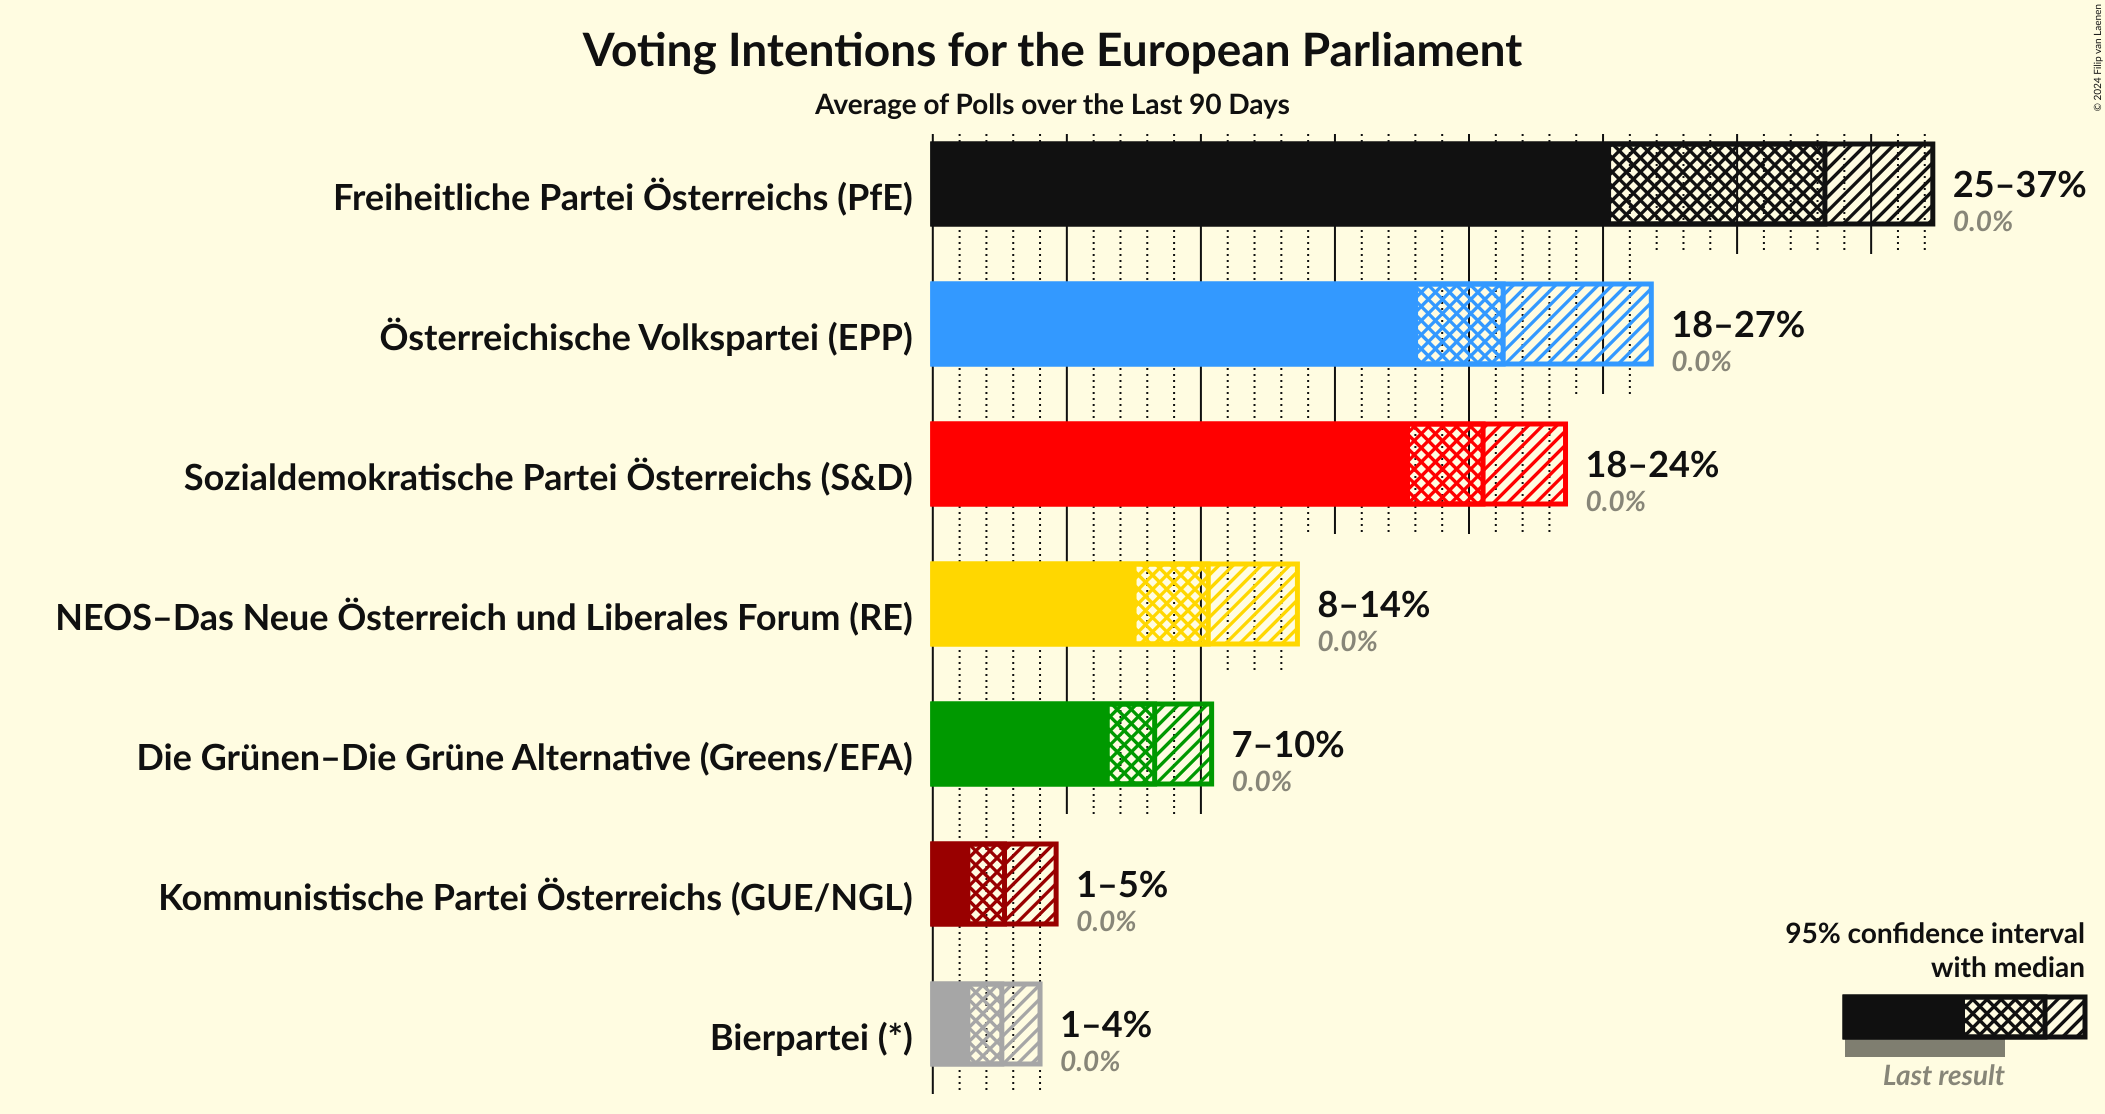 Voting Intentions for the European Parliament
Average of Polls over the Last 90 Days
© 2024 Filip van Laenen
Freiheitliche Partei Österreichs (PfE)
25–37%
0.0%
Österreichische Volkspartei (EPP)
18–27%
0.0%
Sozialdemokratische Partei Österreichs (S&D)
18–24%
0.0%
NEOS–Das Neue Österreich und Liberales Forum (RE)
8–14%
0.0%
Die Grünen–Die Grüne Alternative (Greens/EFA)
7–10%
0.0%
Kommunistische Partei Österreichs (GUE/NGL)
1–5%
0.0%
Bierpartei (*)
1–4%
0.0%
95% confidence interval
with median
Last result